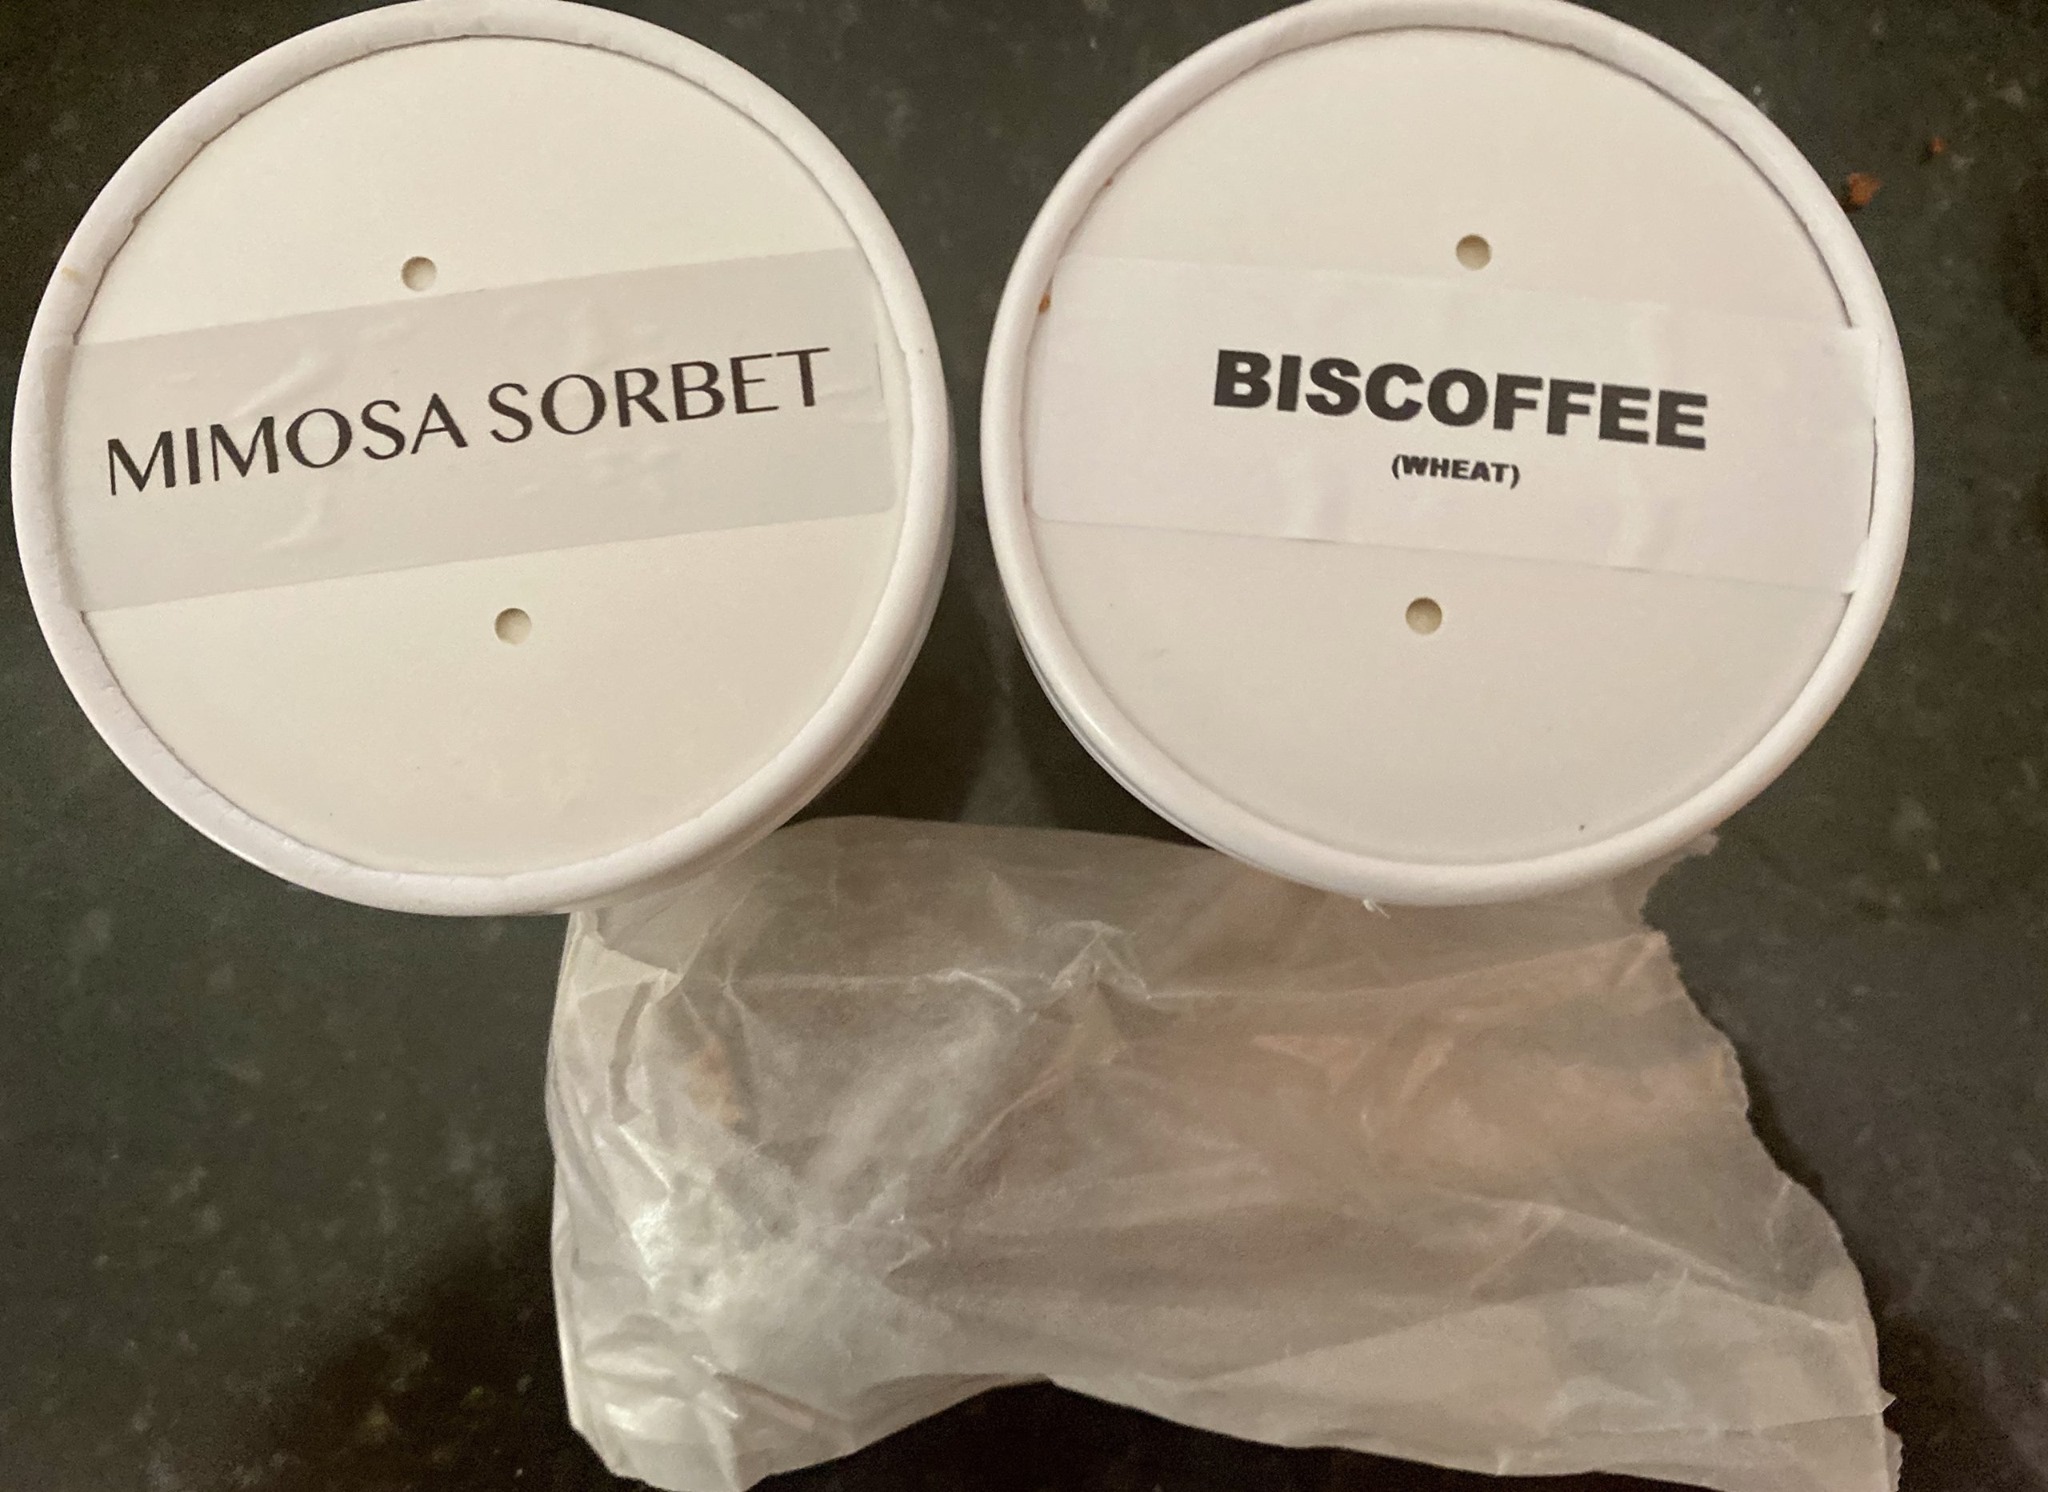 MIMOSA SORBET
BISCOFFEE
(WHEAT)